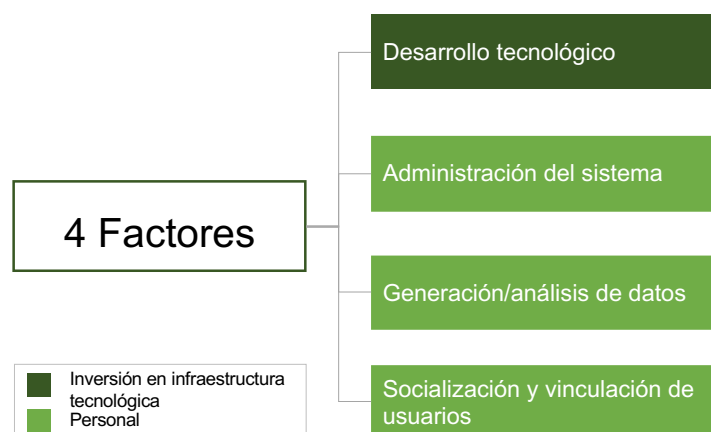 Desarrollo tecnológico
Administración del sistema
4 Factores
Generación/análisis de datos
Socialización y vinculación de
usuarios
Inversión en infraestructura
tecnológica
Personal